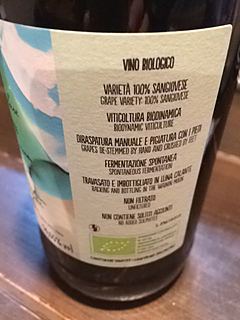 VINO BIOLOGICO
VARIETÀ 100% SANGIOVESE
GRAPE VARIETY: 100% SANGIOVESE
VITICOLTURA BIODINAMICA
BIODYNAMIC VITICULTURE
DIRASPATURA MANUALE E PIGIATURA CON I PIEDI
GRAPES DE-STEMMED BY HAND AND CRUSHED BY FEET
FERMENTAZIONE SPONTANEA
SPONTANEOUS FERMENTATION
TRAVASATO E IMBOTTIGLIATO IN LUNA CALANTE
RACKING AND BOTTLING IN THE WANING MOON
NON FILTRATO
UNFILTERED
NON CONTIENE SOLFITI AGGIUNTI
NO ADDED SULPHITES